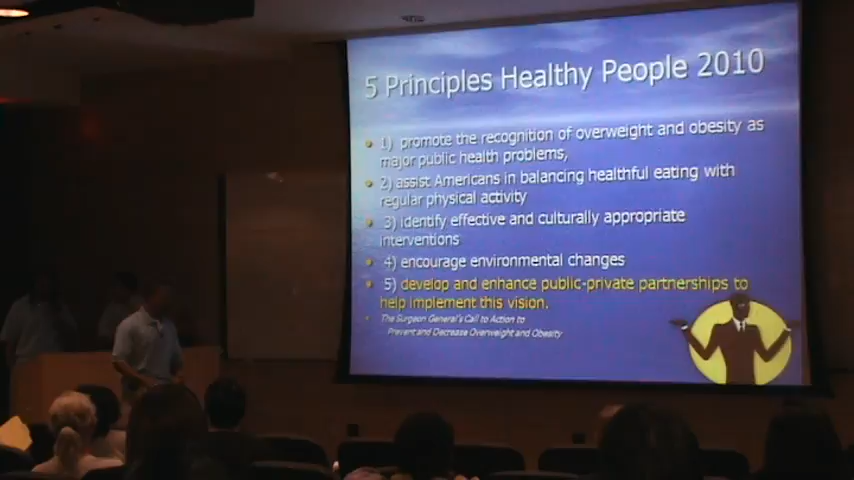 5 Principles Healthy People 2010
1) promote the recognition of overweight and obesity as
major public health problems,
2) assist Americans in balancing healthful eating with
regular physical activity
3) identify effective and culturally appropriate
interventions
4) encourage environmental changes
5) develop and enhance public-private partnerships to
help implement this vision.
The Surgeon General's Call to Action to
Prevent and Decrease Overweight and Obesity